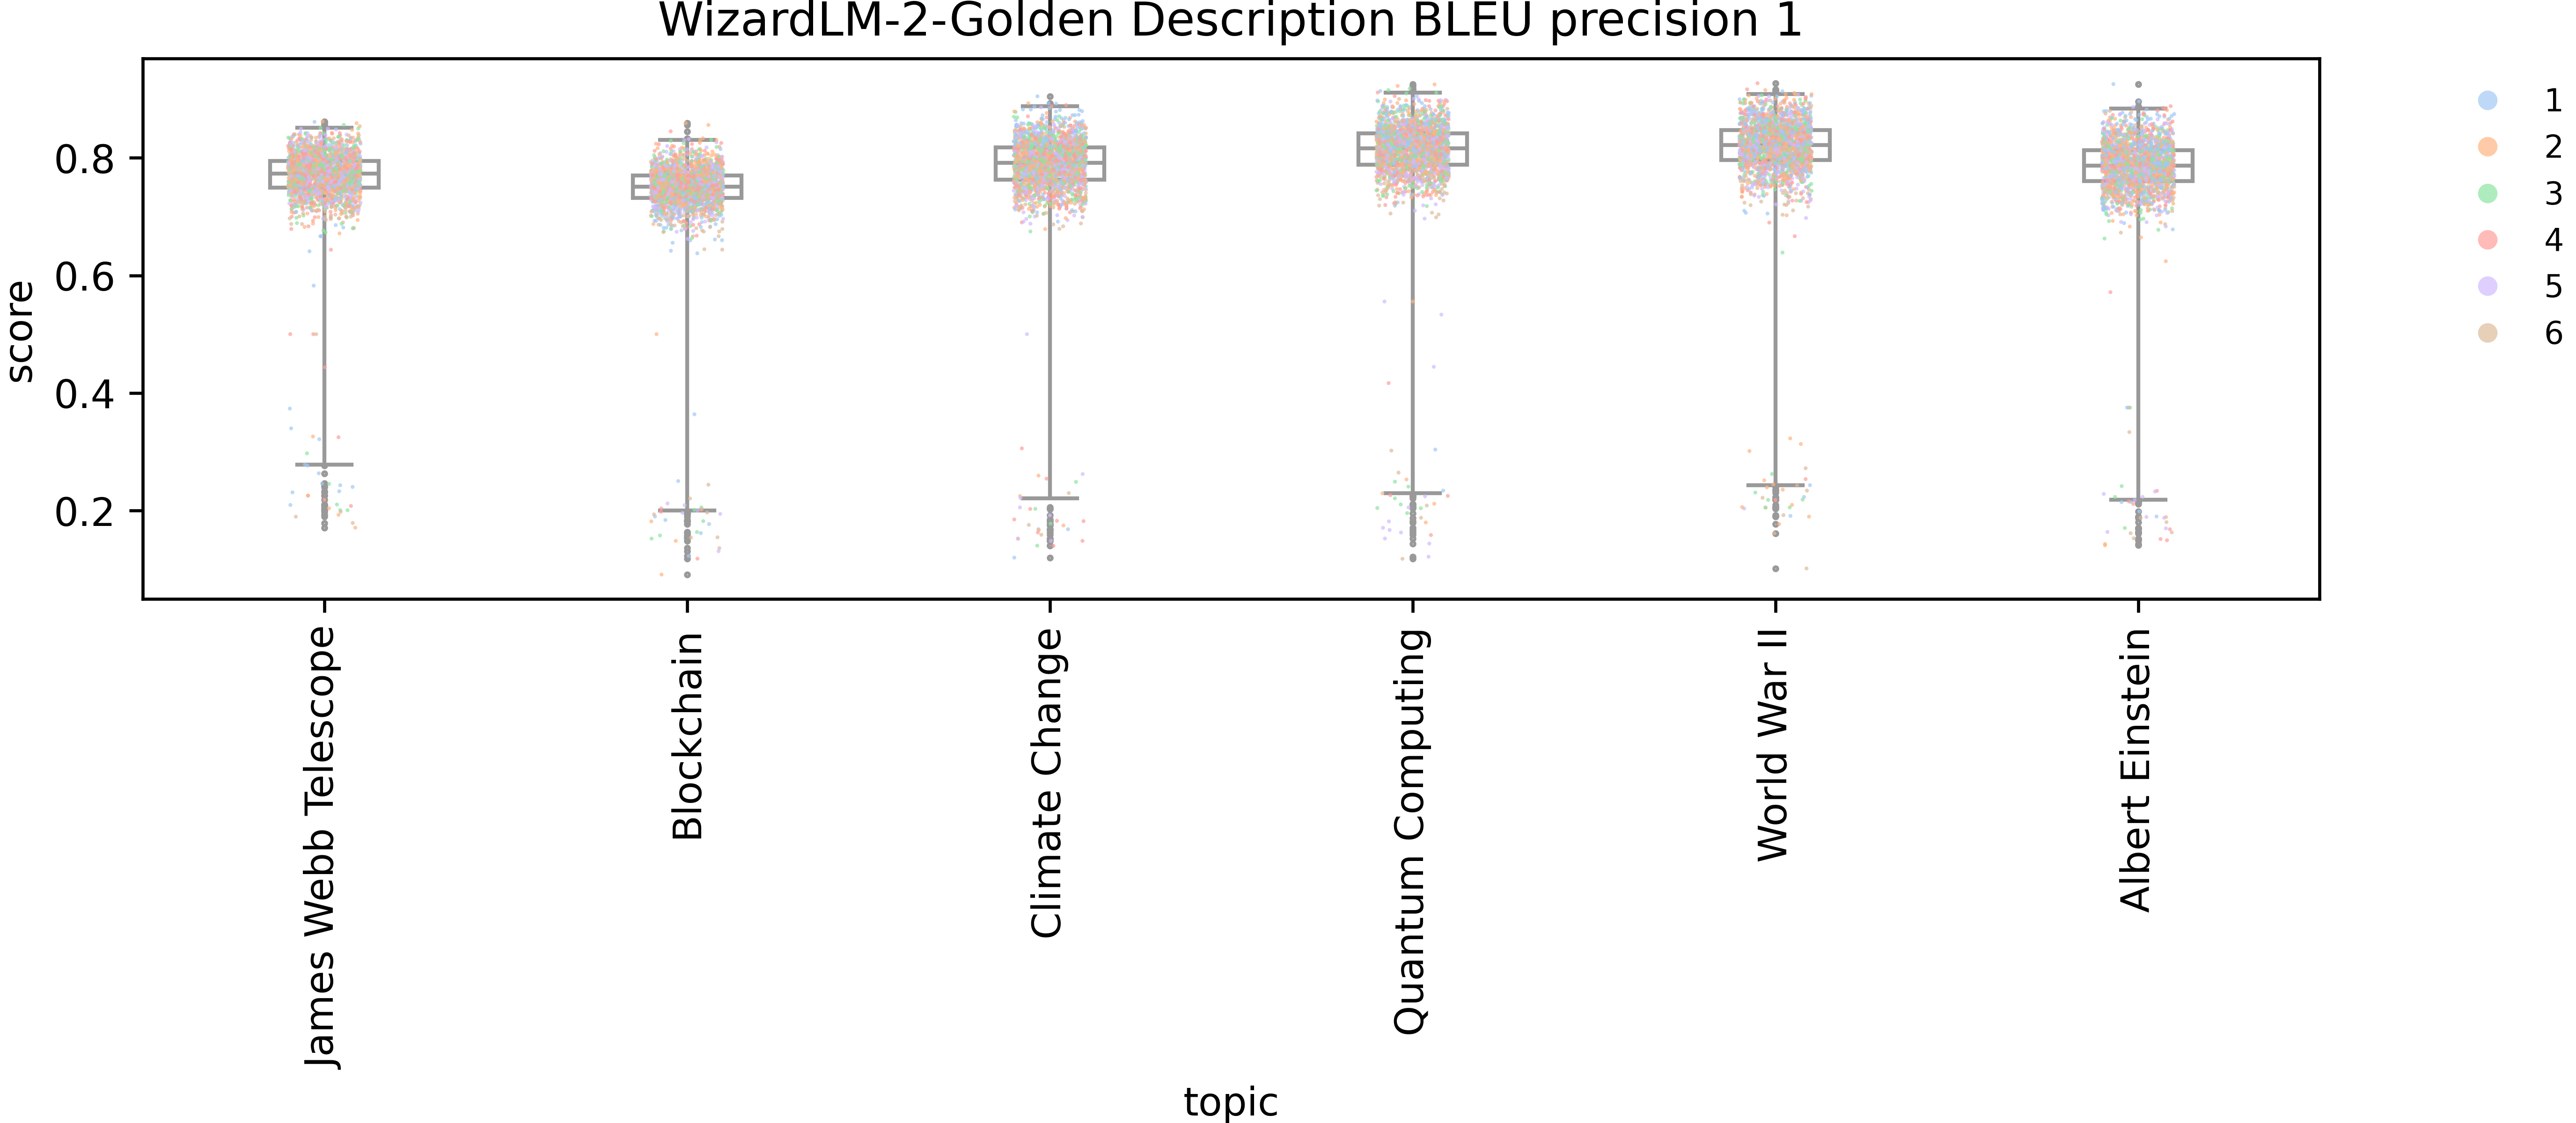 WizardLM-2-Golden Description BLEU precision 1
score
0.8
0.6
0.4
0.2
1
2
3
4
5
6
James Webb Telescope
Blockchain
Climate Change
Quantum Computing
World War II
Albert Einstein
topic